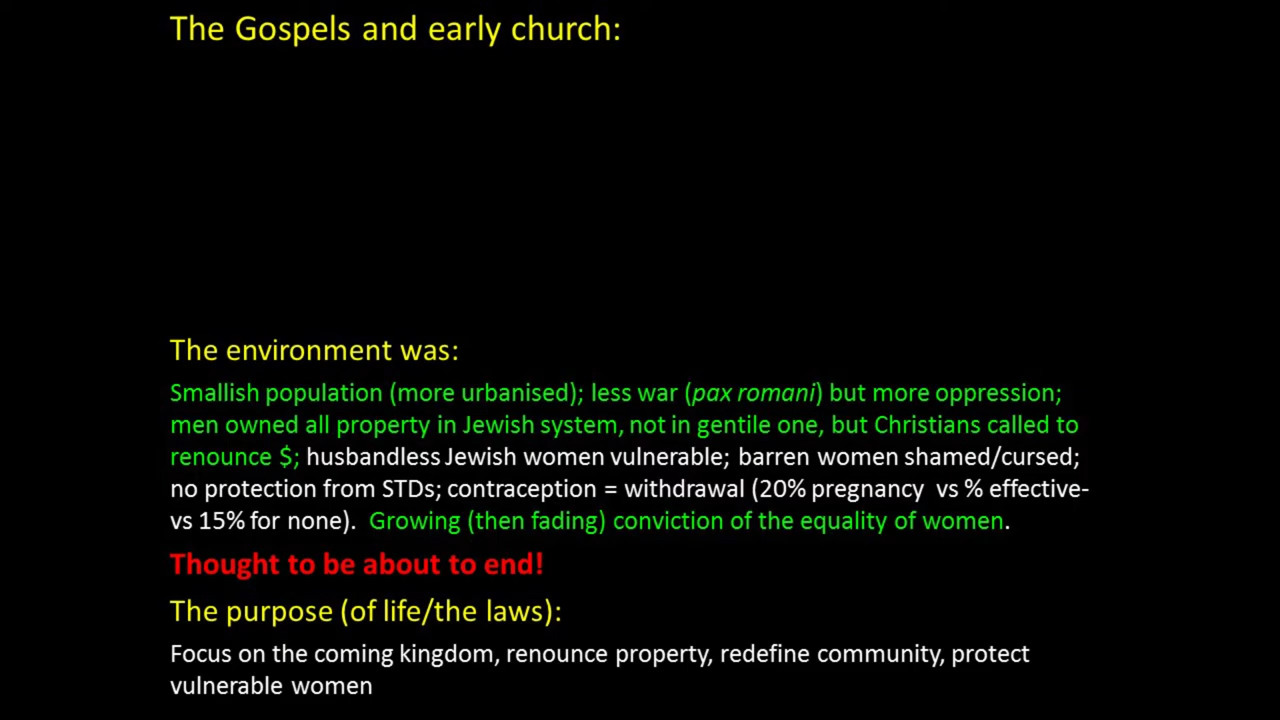 The Gospels and early church:
The environment was:
Smallish population (more urbanised); less war (pax romani) but more oppression;
men owned all property in Jewish system, not in gentile one, but Christians called to
renounce $; husbandless Jewish women vulnerable; barren women shamed/cursed;
no protection from STDs; contraception = withdrawal (20% pregnancy  vs % effective-
vs 15% for none).  Growing (then fading) conviction of the equality of women.
Thought to be about to end!
The purpose (of life/the laws):
Focus on the coming kingdom, renounce property, redefine community, protect
vulnerable women